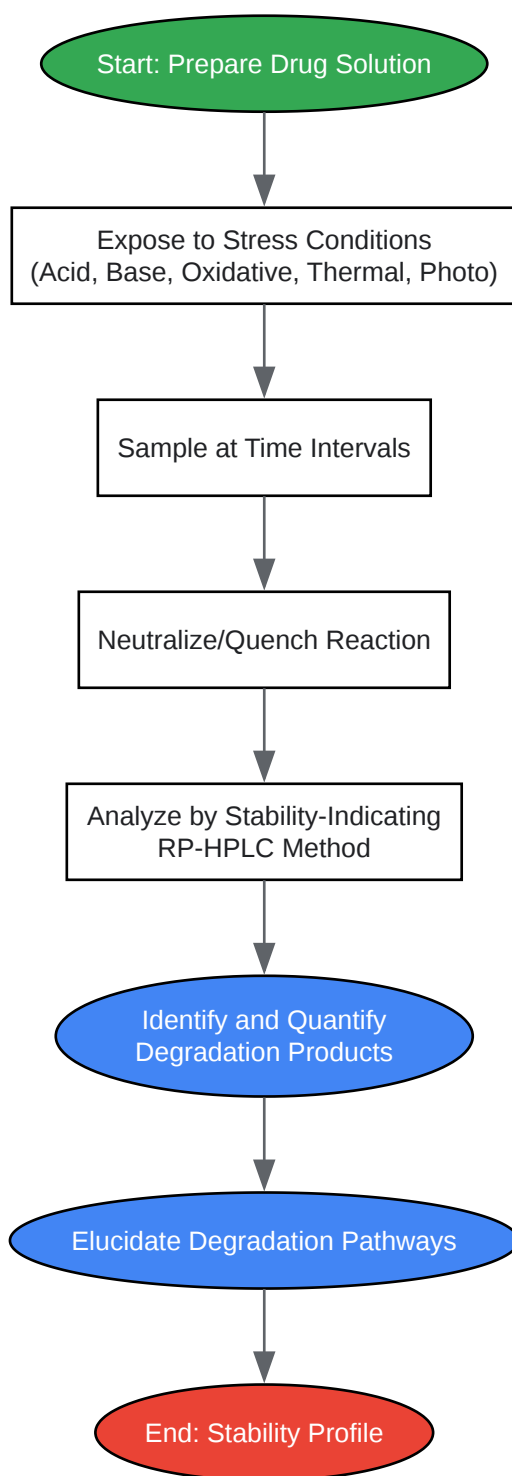 Start: Prepare Drug Solution
Expose to Stress Conditions
(Acid, Base, Oxidative, Thermal, Photo)
Sample at Time Intervals
Neutralize/Quench Reaction
Analyze by Stability-Indicating
RP-HPLC Method
Identify and Quantify
Degradation Products
Elucidate Degradation Pathways
End: Stability Profile